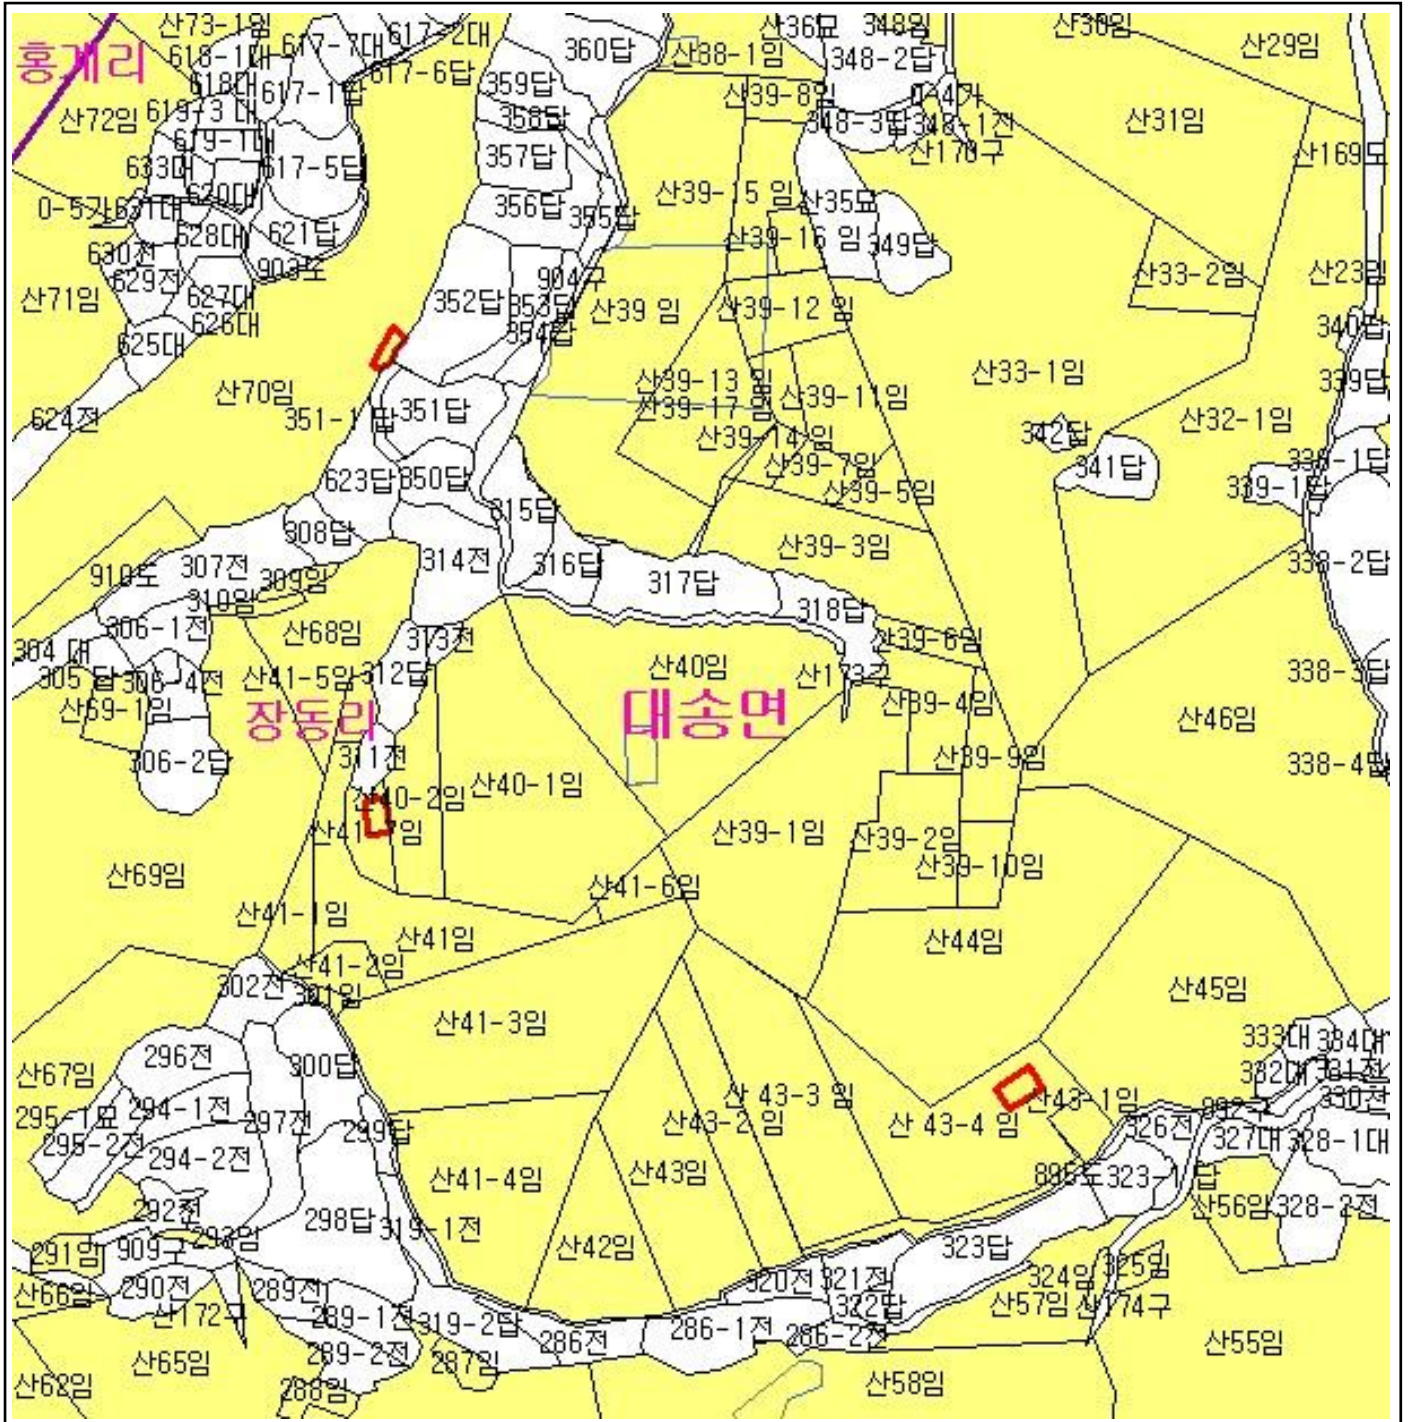 산73-1임
617-7대
617-2대
360답
산88-1임
산36묘
348임
산30임
산29임
홍계리
618-1대
617-6답
348-2답
618대
617-1답
359답
산39-8임
산72임
619-3 대
358답
348-3답
348-1전
산31임
619-1대
357답
산170구
산169도
633대
617-5답
620대
산39-15 임
산35묘
0-5가
631대
356답
355답
628대
621답
산39-16 임
349답
630전
629전
903도
904구
산33-2임
산23임
산71임
627대
352답
353답
산39 임
산39-12 임
626대
354답
340답
625대
산39-13 임
산33-1임
339답
산70임
산39-11임
624전
351-1답
351답
산39-17임
산32-1임
산39-14임
342답
산39-7임
341답
623답
350답
산39-5임
339-1답
315답
308답
산39-3임
314전
316답
338-2답
910도
307전
309임
317답
310임
318답
306-1전
산68임
313전
산39-6임
304 대
305 답
306-4전
산41-5임
312답
산40임
산173구
338-3답
산69-1임
장동리
대송면
산39-4임
산46임
306-2답
311전
산39-9임
338-4답
산40-2임
산40-1임
산41-7임
산39-1임
산39-2임
산39-10임
산69임
산41-6임
산41-1임
산41임
산44임
산41-2임
302전
301임
산45임
산41-3임
296전
300답
333대
334대
산67임
332대
331전
295-1묘
294-1전
297전
299답
산43-2 임
산 43-3 임
산 43-4 임
산43-1임
330전
295-2전
326전
327대
328-1대
294-2전
산41-4임
산43임
895도
323-1답
292전
293임
298답
319-1전
산56임
328-2전
291임
909구
산42임
323답
산66임
290전
289전
320전
321전
324임
325임
산172구
289-1전
319-2답
322답
산57임
산174구
286전
286-1전
286-2전
산65임
289-2전
287임
산55임
산62임
288임
산58임